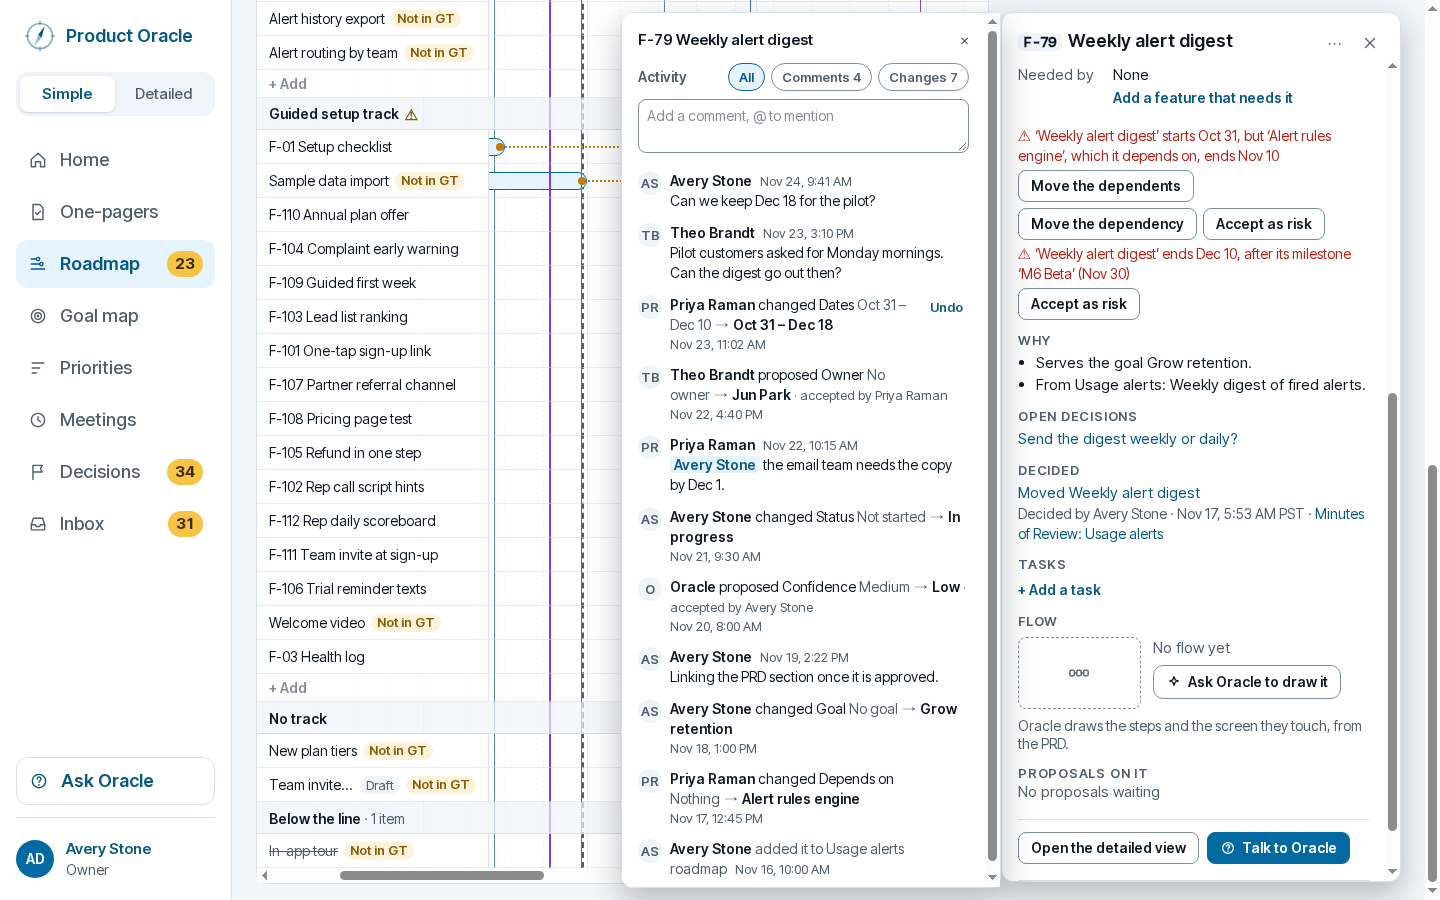 Product Oracle
Simple
Detailed
Home
One-pagers
Roadmap 23
Goal map
Priorities
Meetings
Decisions 34
Inbox 31
Ask Oracle
AD
Avery Stone
Owner
Alert history export Not in GT
Alert routing by team Not in GT
+ Add
Guided setup track ⚠
F-01 Setup checklist
Sample data import Not in GT
F-110 Annual plan offer
F-104 Complaint early warning
F-109 Guided first week
F-103 Lead list ranking
F-101 One-tap sign-up link
F-107 Partner referral channel
F-108 Pricing page test
F-105 Refund in one step
F-102 Rep call script hints
F-112 Rep daily scoreboard
F-111 Team invite at sign-up
F-106 Trial reminder texts
Welcome video Not in GT
F-03 Health log
+ Add
No track
New plan tiers Not in GT
Team invite... Draft Not in GT
Below the line · 1 item
In-app tour Not in GT
F-79 Weekly alert digest ×
Activity All Comments 4 Changes 7
Add a comment, @ to mention
AS Avery Stone Nov 24, 9:41 AM
Can we keep Dec 18 for the pilot?
TB Theo Brandt Nov 23, 3:10 PM
Pilot customers asked for Monday mornings.
Can the digest go out then?
PR Priya Raman changed Dates Oct 31 – Undo
Dec 10 → Oct 31 – Dec 18
Nov 23, 11:02 AM
TB Theo Brandt proposed Owner No
owner → Jun Park · accepted by Priya Raman
Nov 22, 4:40 PM
PR Priya Raman Nov 22, 10:15 AM
Avery Stone the email team needs the copy
by Dec 1.
AS Avery Stone changed Status Not started → In
progress
Nov 21, 9:30 AM
O Oracle proposed Confidence Medium → Low ·
accepted by Avery Stone
Nov 20, 8:00 AM
AS Avery Stone Nov 19, 2:22 PM
Linking the PRD section once it is approved.
AS Avery Stone changed Goal No goal → Grow
retention
Nov 18, 1:00 PM
PR Priya Raman changed Depends on
Nothing → Alert rules engine
Nov 17, 12:45 PM
AS Avery Stone added it to Usage alerts
roadmap Nov 16, 10:00 AM
F-79 Weekly alert digest ...
Needed by None
Add a feature that needs it
⚠ ‘Weekly alert digest’ starts Oct 31, but ‘Alert rules
engine’, which it depends on, ends Nov 10
Move the dependents
Move the dependency Accept as risk
⚠ ‘Weekly alert digest’ ends Dec 10, after its milestone
‘M6 Beta’ (Nov 30)
Accept as risk
WHY
• Serves the goal Grow retention.
• From Usage alerts: Weekly digest of fired alerts.
OPEN DECISIONS
Send the digest weekly or daily?
DECIDED
Moved Weekly alert digest
Decided by Avery Stone · Nov 17, 5:53 AM PST · Minutes
of Review: Usage alerts
TASKS
+ Add a task
FLOW
No flow yet
Ask Oracle to draw it
Oracle draws the steps and the screen they touch, from
the PRD.
PROPOSALS ON IT
No proposals waiting
Open the detailed view
Talk to Oracle